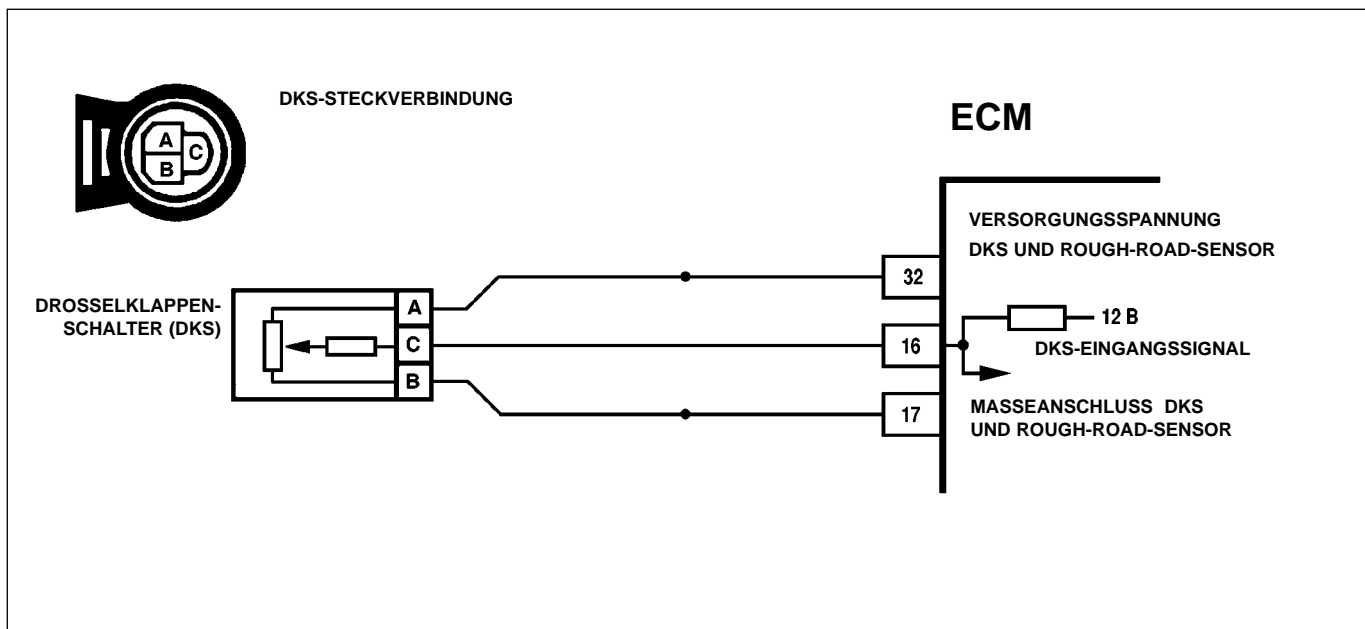 DKS-STECKVERBINDUNG
A
B
C
ECM
VERSORGUNGSSPANNUNG
DKS UND ROUGH-ROAD-SENSOR
32
DROSSELKLAPPEN-
SCHALTER (DKS)
A
C
B
16
12 B
DKS-EINGANGSSIGNAL
17
MASSEANSCHLUSS DKS
UND ROUGH-ROAD-SENSOR